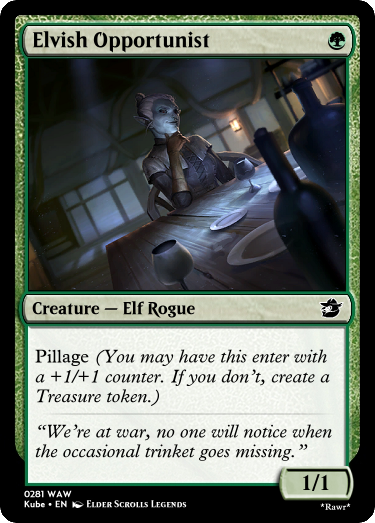 Elvish Opportunist
Creature — Elf Rogue
Pillage (You may have this enter with
a +1/+1 counter. If you don't, create a
Treasure token.)
"We're at war, no one will notice when
the occasional trinket goes missing."
1/1
0281 WAW
Kube • EN Elder Scrolls Legends
*Rawr*